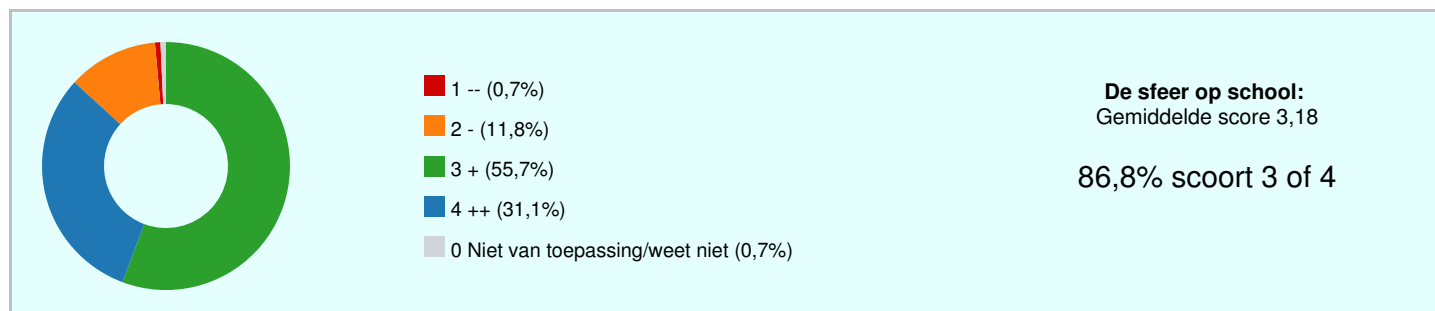 1 -- (0,7%)
2 - (11,8%)
3 + (55,7%)
4 ++ (31,1%)
0 Niet van toepassing/weet niet (0,7%)
De sfeer op school:
Gemiddelde score 3,18
86,8% scoort 3 of 4